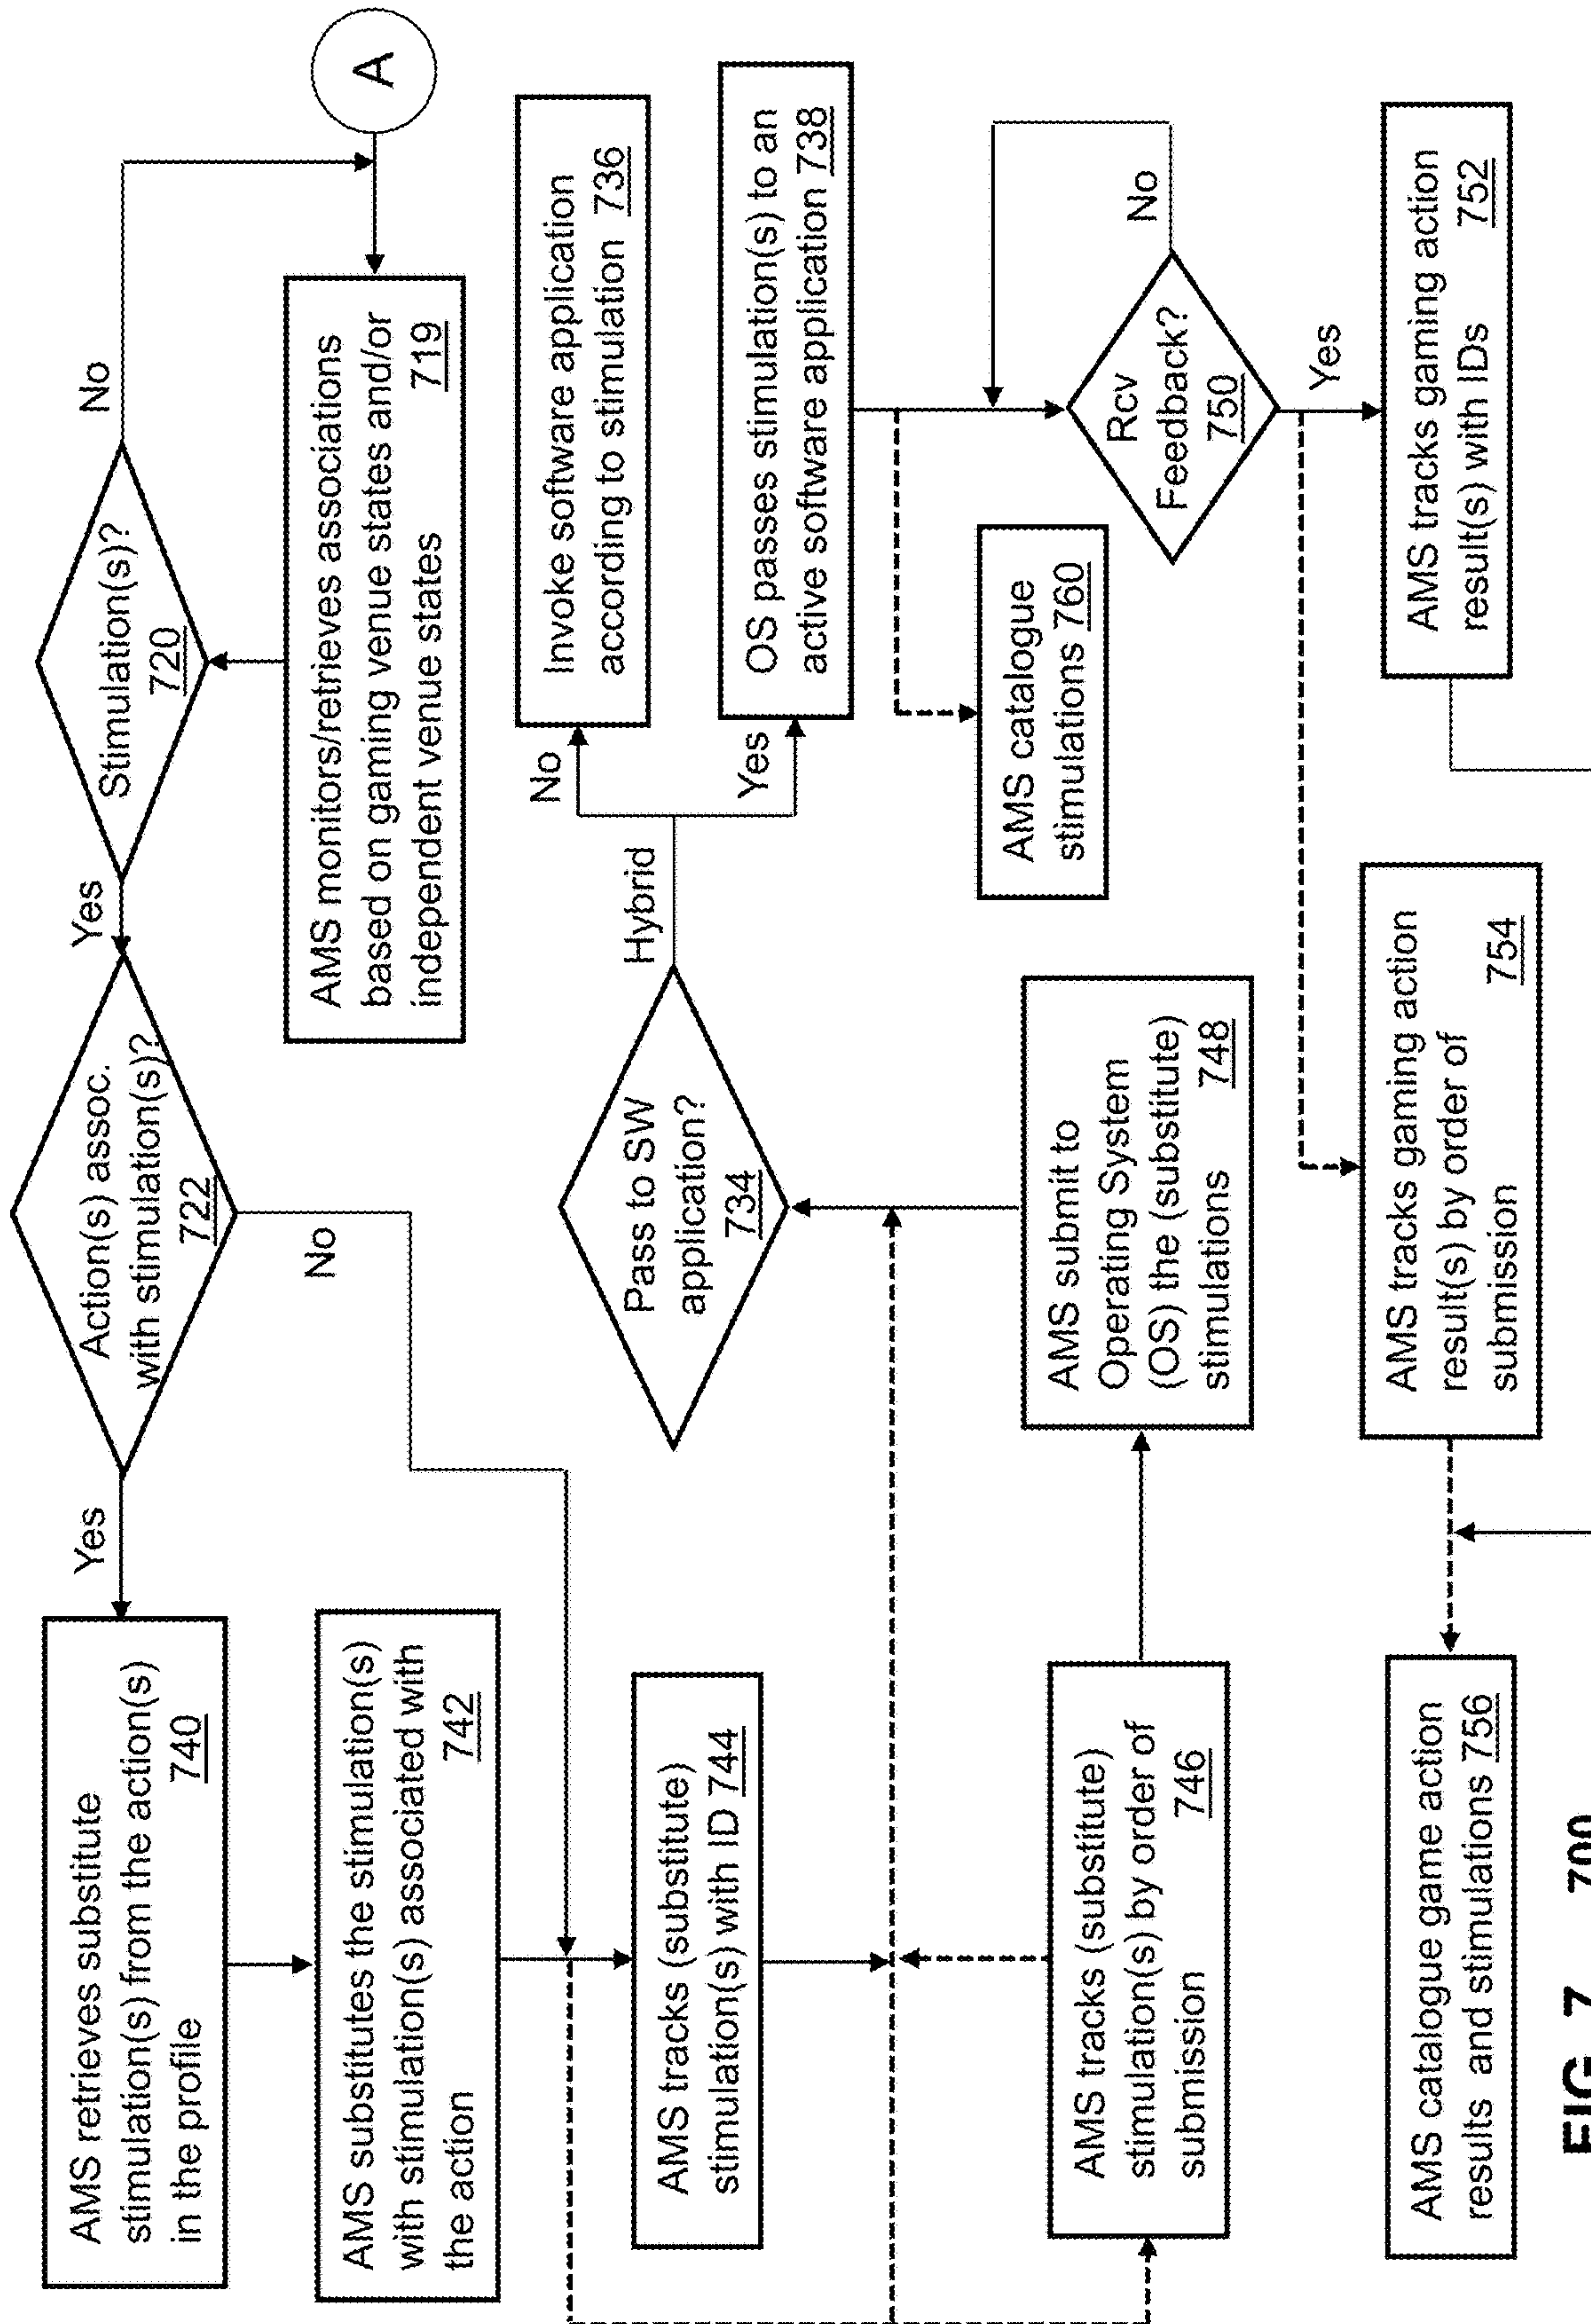 A
AMS monitors/retrieves associations
based on gaming venue states and/or
independent venue states 719
Stimulation(s)?
720
No
Yes
Action(s) assoc.
with stimulation(s)?
722
No
Yes
AMS retrieves substitute
stimulation(s) from the action(s)
in the profile 740
AMS substitutes the stimulation(s)
with stimulation(s) associated with
the action 742
AMS tracks (substitute)
stimulation(s) with ID 744
AMS tracks (substitute)
stimulation(s) by order of
submission 746
AMS submit to
Operating System
(OS) the (substitute)
stimulations 748
Pass to SW
application?
734
Hybrid
No
Yes
Invoke software application
according to stimulation 736
OS passes stimulation(s) to an
active software application 738
AMS catalogue
stimulations 760
Rcv
Feedback?
750
No
Yes
AMS tracks gaming action
result(s) with IDs 752
AMS tracks gaming action
result(s) by order of
submission 754
AMS catalogue game action
results and stimulations 756
FIG. 7 700